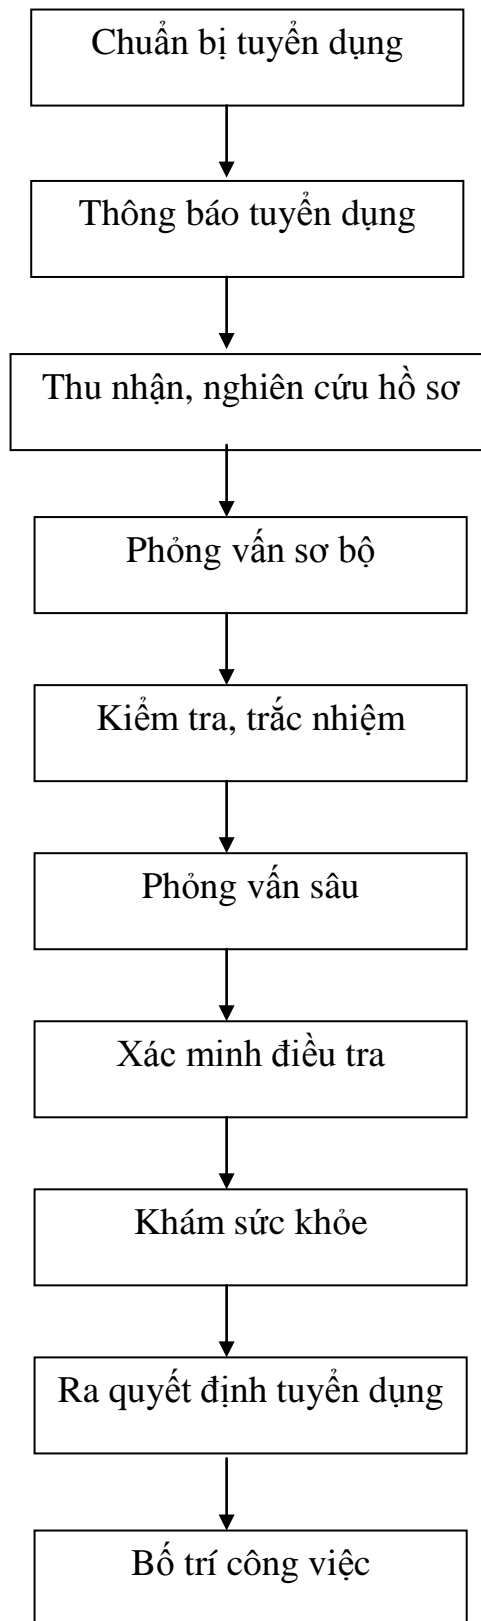 Chuẩn bị tuyển dụng
Thông báo tuyển dụng
Thu nhận, nghiên cứu hồ sơ
Phỏng vấn sơ bộ
Kiểm tra, trắc nhiệm
Phỏng vấn sâu
Xác minh điều tra
Khám sức khỏe
Ra quyết định tuyển dụng
Bố trí công việc